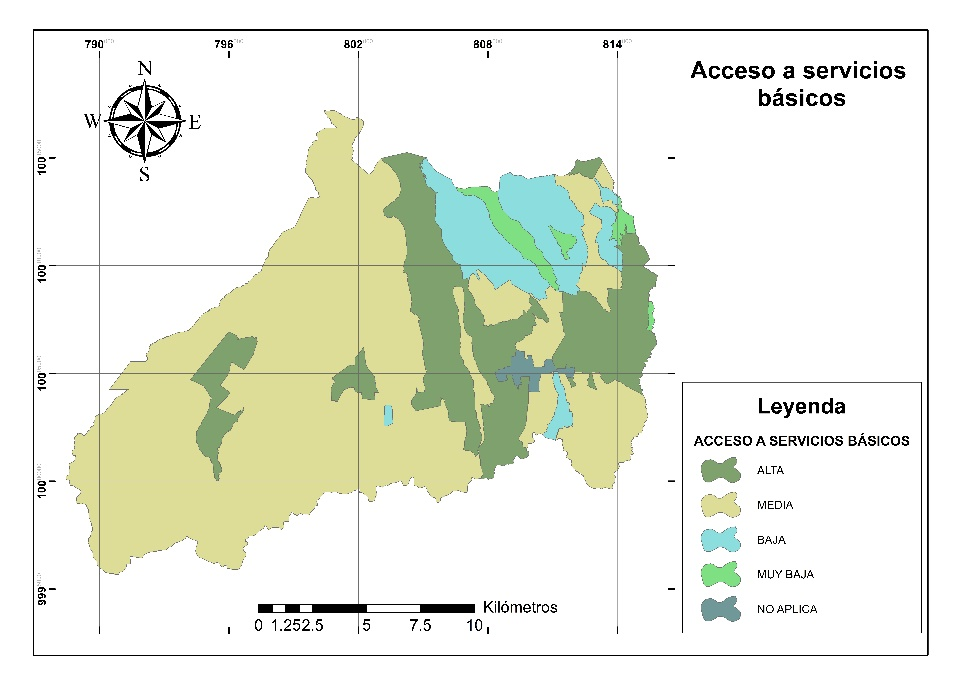 790 796 802 808 814
Acceso a servicios
básicos
N
W E
S
100
100
100
100
999
Leyenda
ACCESO A SERVICIOS BÁSICOS
ALTA
MEDIA
BAJA
MUY BAJA
NO APLICA
Kilómetros
0 1.252.5 5 7.5 10